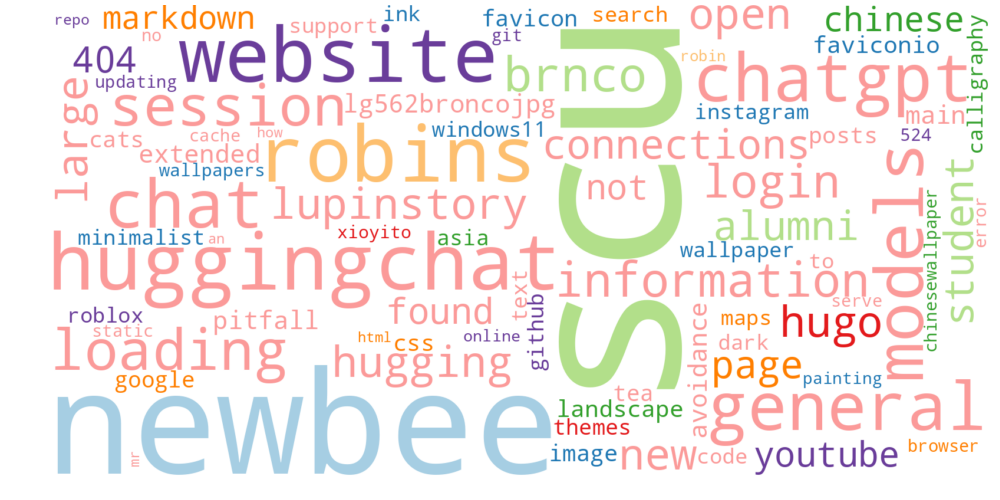 repo
markdown
no
support
ink
favicon
git
search
open
chinese
404
updating
website
faviconio
calligraphy
robin
brnco
chatgpt
large
session
lg562broncojpg
instagram
main
cats
cache
how
windows11
connections
posts
524
extended
wallpapers
robins
scu
not
login
models
student
error
chat
lupinstory
alumni
chinesewallpaper
minimalist
an
xioyito
asia
wallpaper
huggingchat
information
to
text
roblox
static
pitfall
found
github
serve
maps
hugo
avoidance
dark
loading
html
css
online
hugging
page
painting
google
tea
landscape
general
newbee
themes
mr
image
new
code
youtube
browser